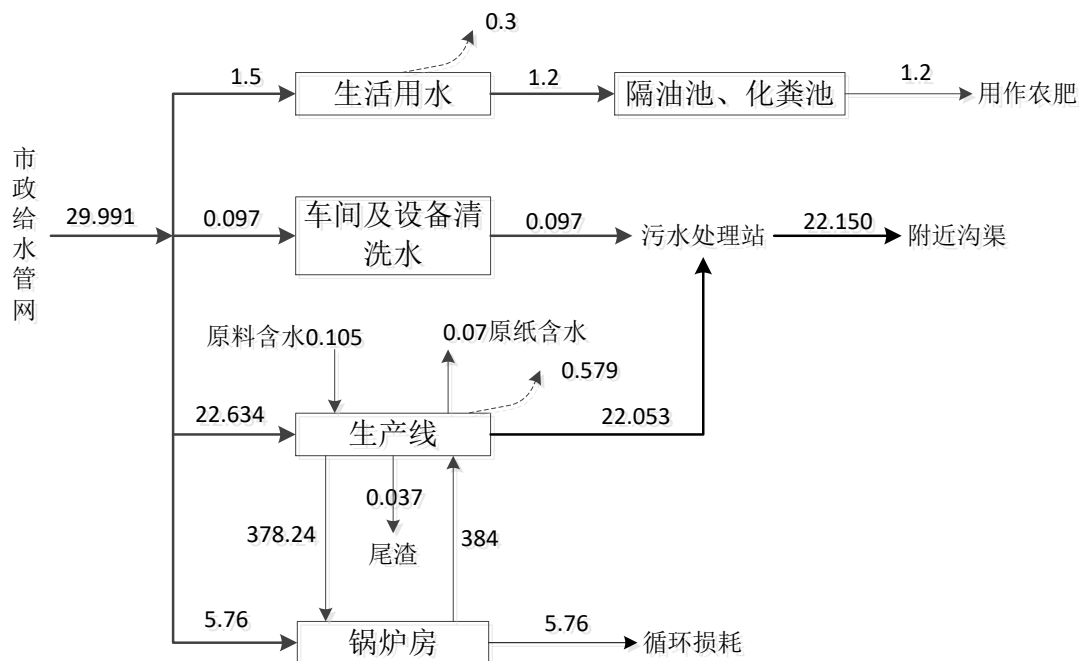 0.3
1.5
生活用水
1.2
隔油池、化粪池
1.2
用作农肥
市政给水管网
29.991
0.097
车间及设备清
洗水
0.097
污水处理站
22.150
附近沟渠
原料含水0.105
0.07原纸含水
0.579
22.634
生产线
22.053
0.037
378.24
384
尾渣
5.76
锅炉房
5.76
循环损耗